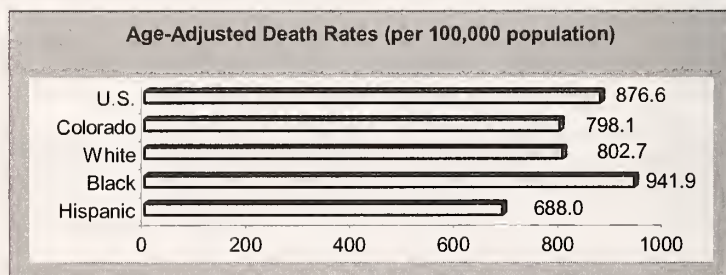 Age-Adjusted Death Rates (per 100,000 population)
U.S. 876.6
Colorado 798.1
White 802.7
Black 941.9
Hispanic 688.0
0 200 400 600 800 1000